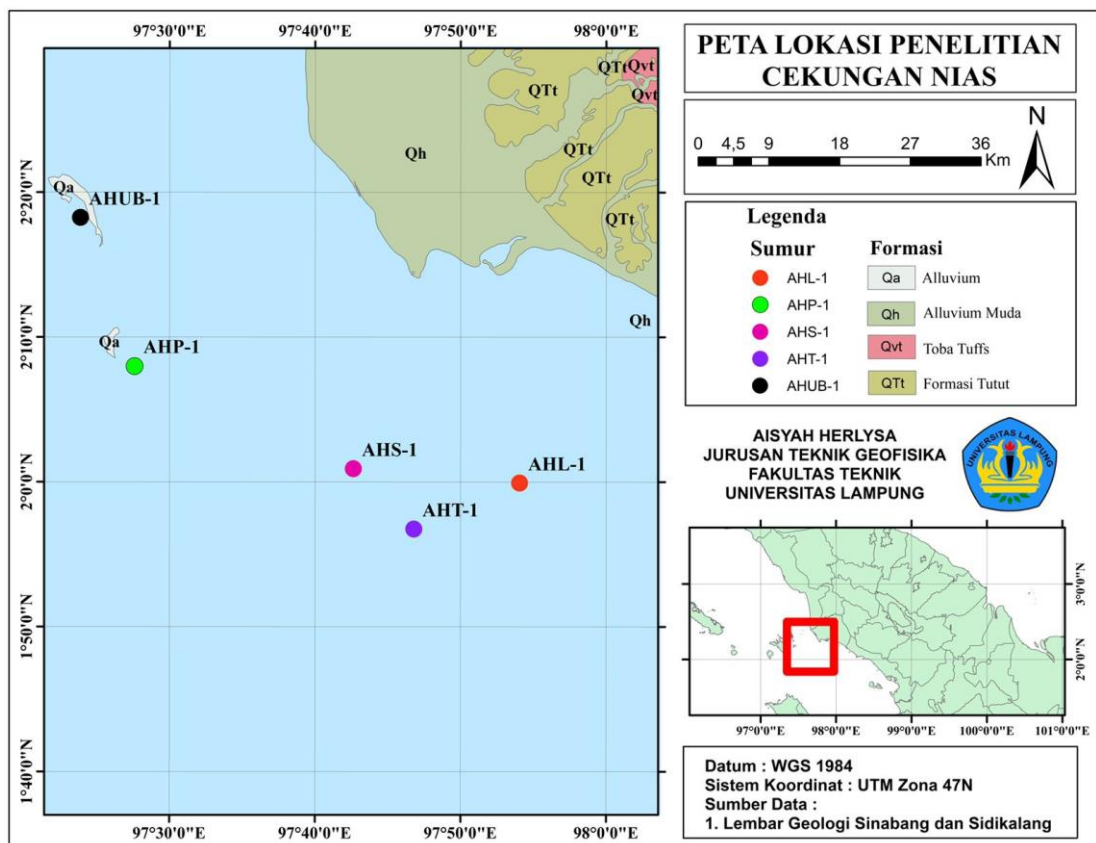 97°30'0"E 97°40'0"E 97°50'0"E 98°0'0"E
2°20'0"N
2°10'0"N
2°0'0"N
1°50'0"N
1°40'0"N
QTt
Qvt
QTt
Qvt
Qh
QTt
QTt
QTt
Qa
AHUB-1
Qh
Qa
AHP-1
AHS-1
AHL-1
AHT-1
97°30'0"E 97°40'0"E 97°50'0"E 98°0'0"E
PETA LOKASI PENELITIAN
CEKUNGAN NIAS
N
0 4,5 9 18 27 36
Km
Legenda
Sumur
AHL-1
AHP-1
AHS-1
AHT-1
AHUB-1
Formasi
Qa Alluvium
Qh Alluvium Muda
Qvt Toba Tuffs
QTt Formasi Tutut
AISYAH HERLYSA
JURUSAN TEKNIK GEOFISIKA
FAKULTAS TEKNIK
UNIVERSITAS LAMPUNG
UNIVERSITAS LAMPUNG
3°0'0"N
2°0'0"N
97°0'0"E 98°0'0"E 99°0'0"E 100°0'0"E 101°0'0"E
Datum : WGS 1984
Sistem Koordinat : UTM Zona 47N
Sumber Data :
1. Lembar Geologi Sinabang dan Sidikalang